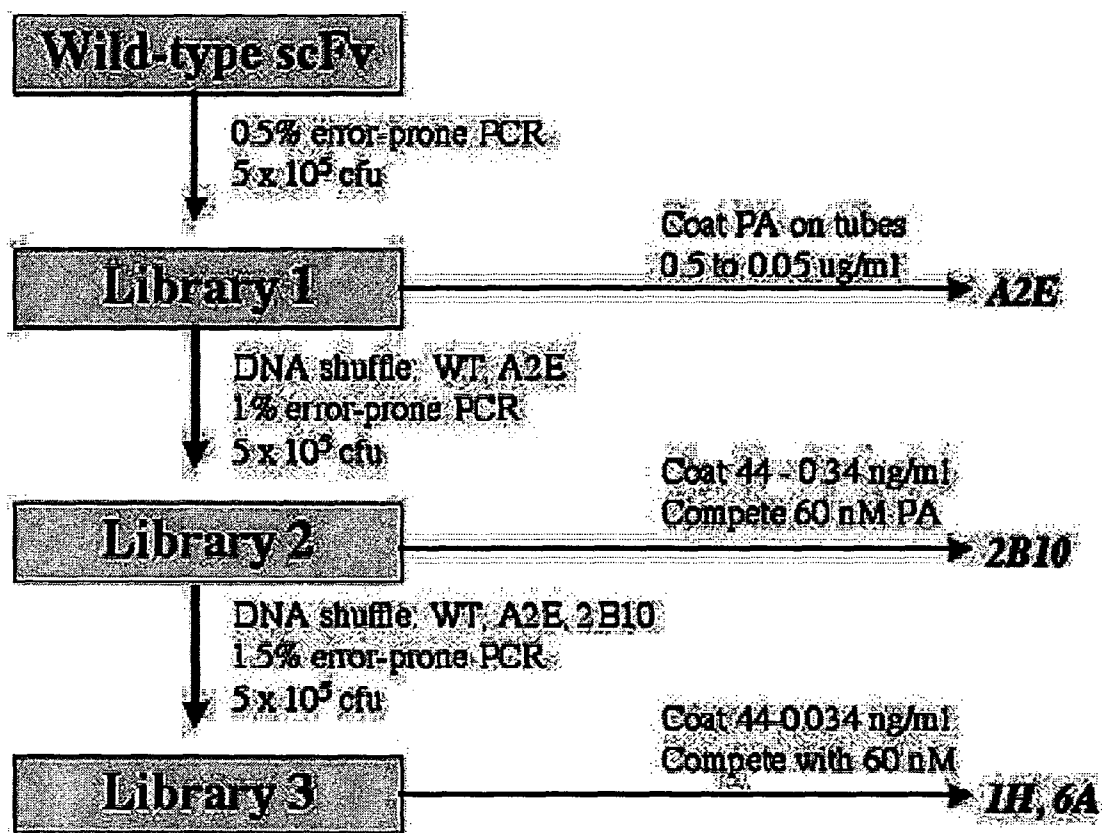 Wild-type scFv
0.5% error-prone PCR
5 x 10⁵ cfu
Coat PA on tubes
0.5 to 0.05 ug/ml
Library 1
A2E
DNA shuffle: WT, A2E
1% error-prone PCR
5 x 10⁵ cfu
Coat 44 - 0.34 ng/ml
Compete 60 nM PA
Library 2
2B10
DNA shuffle: WT, A2E, 2B10
1.5% error-prone PCR
5 x 10⁵ cfu
Coat 44-0.034 ng/ml
Compete with 60 nM
Library 3
1H, 6A